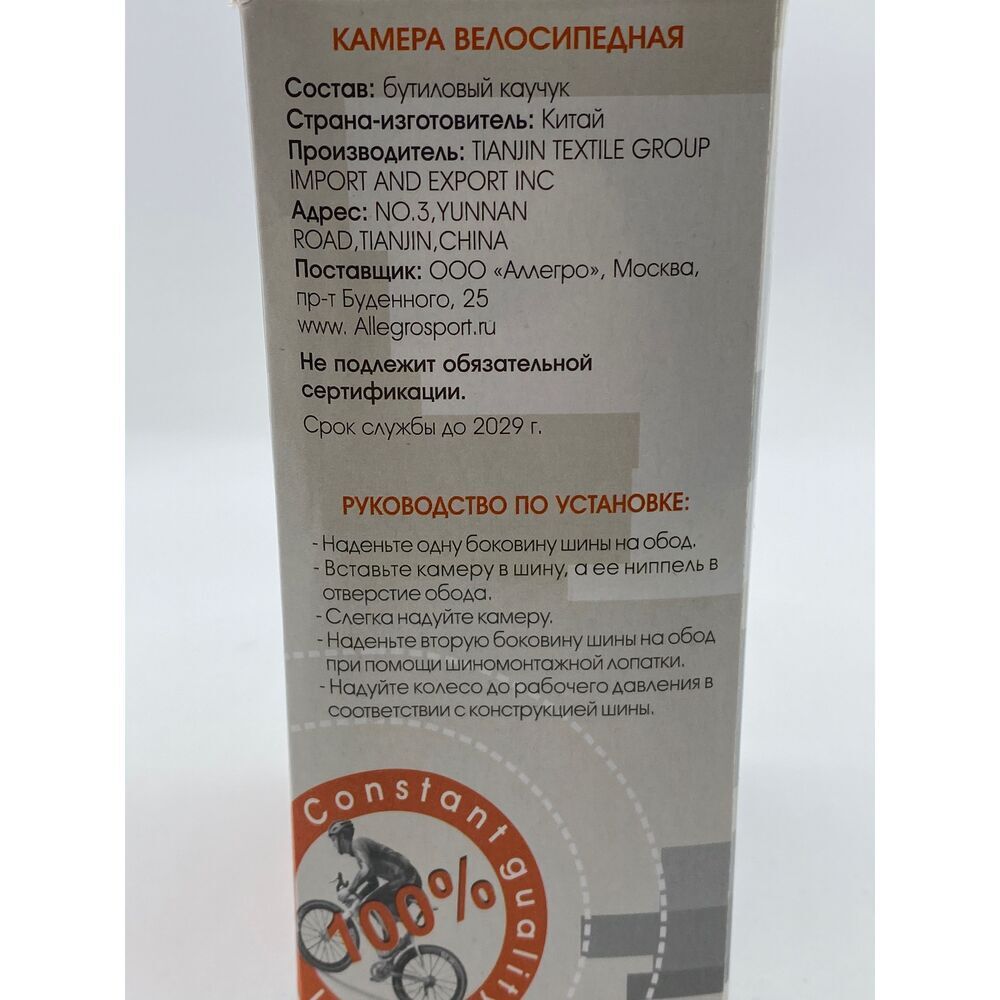 КАМЕРА ВЕЛОСИПЕДНАЯ
Состав: бутиловый каучук
Страна-изготовитель: Китай
Производитель: TIANJIN TEXTILE GROUP
IMPORT AND EXPORT INC
Адрес: NO.3,YUNNAN
ROAD,TIANJIN,CHINA
Поставщик: ООО «Аллегро», Москва,
пр-т Буденного, 25
www. Allegrosport.ru
Не подлежит обязательной
сертификации.
Срок службы до 2029 г.
РУКОВОДСТВО ПО УСТАНОВКЕ:
- Наденьте одну боковину шины на обод.
- Вставьте камеру в шину, а ее ниппель в
отверстие обода.
- Слегка надуйте камеру.
- Наденьте вторую боковину шины на обод
при помощи шиномонтажной лопатки.
- Надуйте колесо до рабочего давления в
соответствии с конструкцией шины.
Constant guality
100%